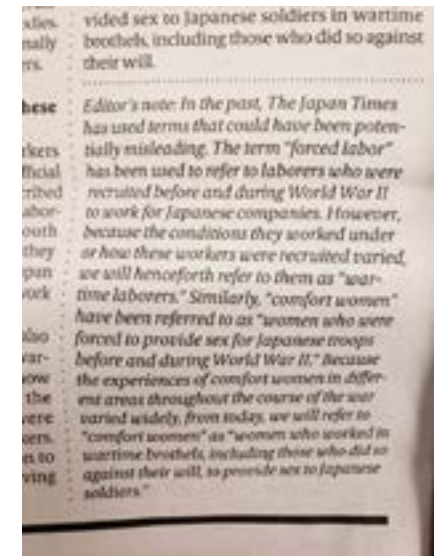 vided sex to Japanese soldiers in wartime
brothels, including those who did so against
their will.
Editor's note: In the past, The Japan Times
has used terms that could have been poten-
tially misleading. The term "forced labor"
has been used to refer to laborers who were
recruited before and during World War II
to work for Japanese companies. However,
because the conditions they worked under
or how these workers were recruited varied,
we will henceforth refer to them as "war-
time laborers." Similarly, "comfort women"
have been referred to as "women who were
forced to provide sex for Japanese troops
before and during World War II." Because
the experiences of comfort women in differ-
ent areas throughout the course of the war
varied widely, from today, we will refer to
"comfort women" as "women who worked in
wartime brothels, including those who did so
against their will, to provide sex to Japanese
soldiers."